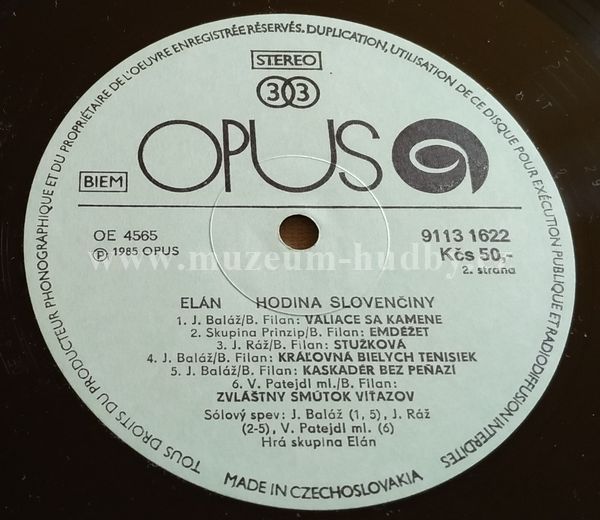 TOUS DROITS DU PRODUCTEUR PHONOGRAPHIQUE ET DU PROPRIÉTAIRE DE L'OEUVRE ENREGISTRÉE RÉSERVÉS. DUPLICATION, UTILISATION DE CE DISQUE POUR EXÉCUTION PUBLIQUE ET RADIODIFFUSION INTERDITES
STEREO
33
OPUS
BIEM
OE 4565
Ⓟ 1985 OPUS
9113 1622
Kčs 50,-
2. strana
www.muzeum-hudby
ELÁN HODINA SLOVENČINY
1. J. Baláž/B. Filan: VALIACE SA KAMENE
2. Skupina Prinzip/B. Filan: EMDÉŽET
3. J. Ráž/B. Filan: STUŽKOVÁ
4. J. Baláž/B. Filan: KRÁĽOVNÁ BIELYCH TENISIEK
5. J. Baláž/B. Filan: KASKADÉR BEZ PEŇAZÍ
6. V. Patejdl ml./B. Filan:
ZVLÁŠTNY SMÚTOK VÍŤAZOV
Sólový spev: J. Baláž (1, 5), J. Ráž
(2-5), V. Patejdl ml. (6)
Hrá skupina Elán
MADE IN CZECHOSLOVAKIA